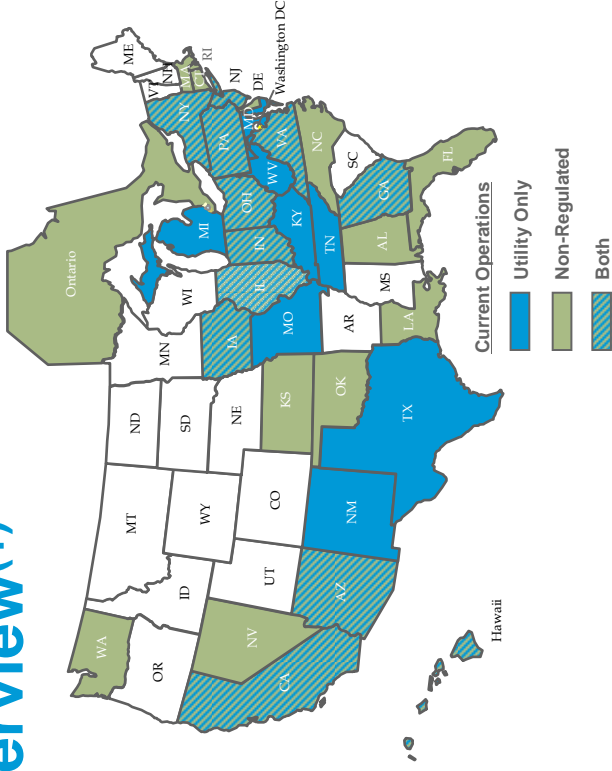 erview(1)
WA
OR
CA
NV
ID
MT
WY
UT
AZ
CO
NM
ND
SD
NE
KS
OK
TX
MN
IA
MO
AR
LA
WI
IL
MS
MI
IN
KY
TN
AL
OH
WV
GA
FL
SC
NC
VA
PA
NY
MD
DE
NJ
RI
CT
MA
VT
NH
ME
Ontario
Washington DC
Hawaii
Current Operations
Utility Only
Non-Regulated
Both